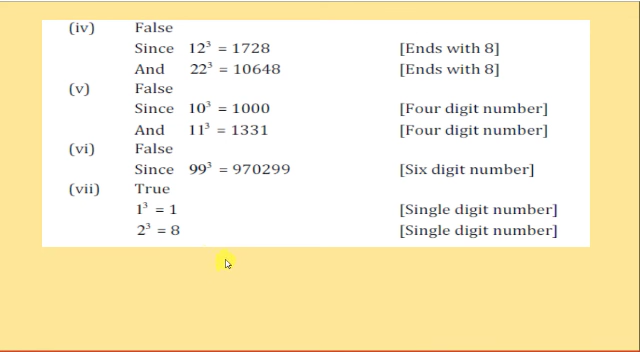 (iv) False
Since 12³ = 1728 [Ends with 8]
And 22³ = 10648 [Ends with 8]
(v) False
Since 10³ = 1000 [Four digit number]
And 11³ = 1331 [Four digit number]
(vi) False
Since 99³ = 970299 [Six digit number]
(vii) True
1³ = 1 [Single digit number]
2³ = 8 [Single digit number]